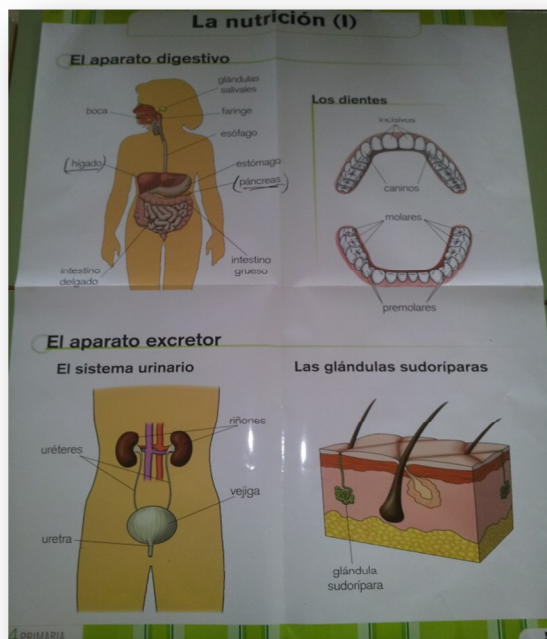 La nutrición (I)
El aparato digestivo
glándulas
salivales
boca
faringe
esófago
(hígado)
estómago
(páncreas)
intestino
delgado
intestino
grueso
Los dientes
incisivos
caninos
molares
premolares
El aparato excretor
El sistema urinario
riñones
uréteres
vejiga
uretra
Las glándulas sudoríparas
glándula
sudorípara
4 PRIMARIA